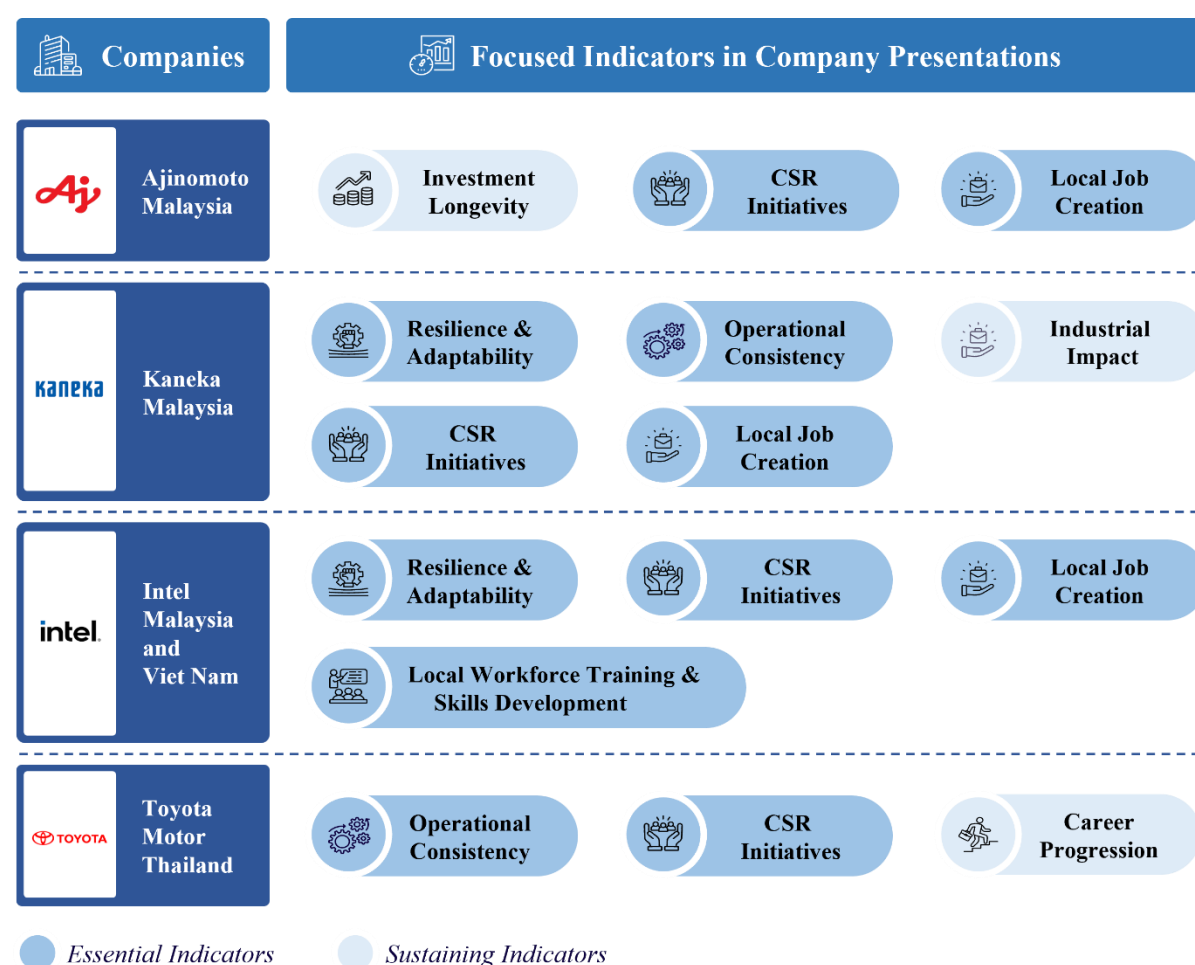 Companies
Focused Indicators in Company Presentations
Aj
Ajinomoto
Malaysia
Investment
Longevity
CSR
Initiatives
Local Job
Creation
Kaneka
Kaneka
Malaysia
Resilience &
Adaptability
Operational
Consistency
Industrial
Impact
CSR
Initiatives
Local Job
Creation
intel.
Intel
Malaysia
and
Viet Nam
Resilience &
Adaptability
CSR
Initiatives
Local Job
Creation
Local Workforce Training &
Skills Development
TOYOTA
Toyota
Motor
Thailand
Operational
Consistency
CSR
Initiatives
Career
Progression
Essential Indicators
Sustaining Indicators